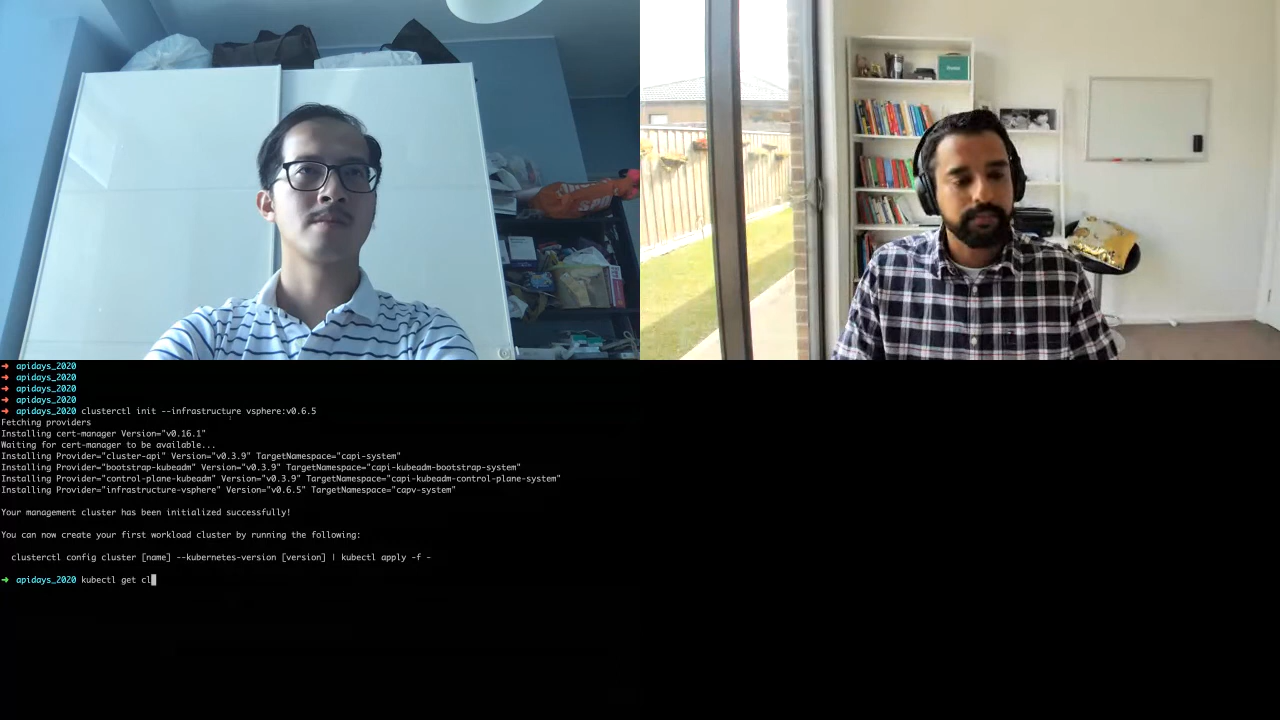 ➜ apidays_2020
➜ apidays_2020
➜ apidays_2020
➜ apidays_2020
➜ apidays_2020 clusterctl init --infrastructure vsphere:v0.6.5
Fetching providers
Installing cert-manager Version="v0.16.1"
Waiting for cert-manager to be available...
Installing Provider="cluster-api" Version="v0.3.9" TargetNamespace="capi-system"
Installing Provider="bootstrap-kubeadm" Version="v0.3.9" TargetNamespace="capi-kubeadm-bootstrap-system"
Installing Provider="control-plane-kubeadm" Version="v0.3.9" TargetNamespace="capi-kubeadm-control-plane-system"
Installing Provider="infrastructure-vsphere" Version="v0.6.5" TargetNamespace="capv-system"
Your management cluster has been initialized successfully!
You can now create your first workload cluster by running the following:
clusterctl config cluster [name] --kubernetes-version [version] | kubectl apply -f -
➜ apidays_2020 kubectl get cl